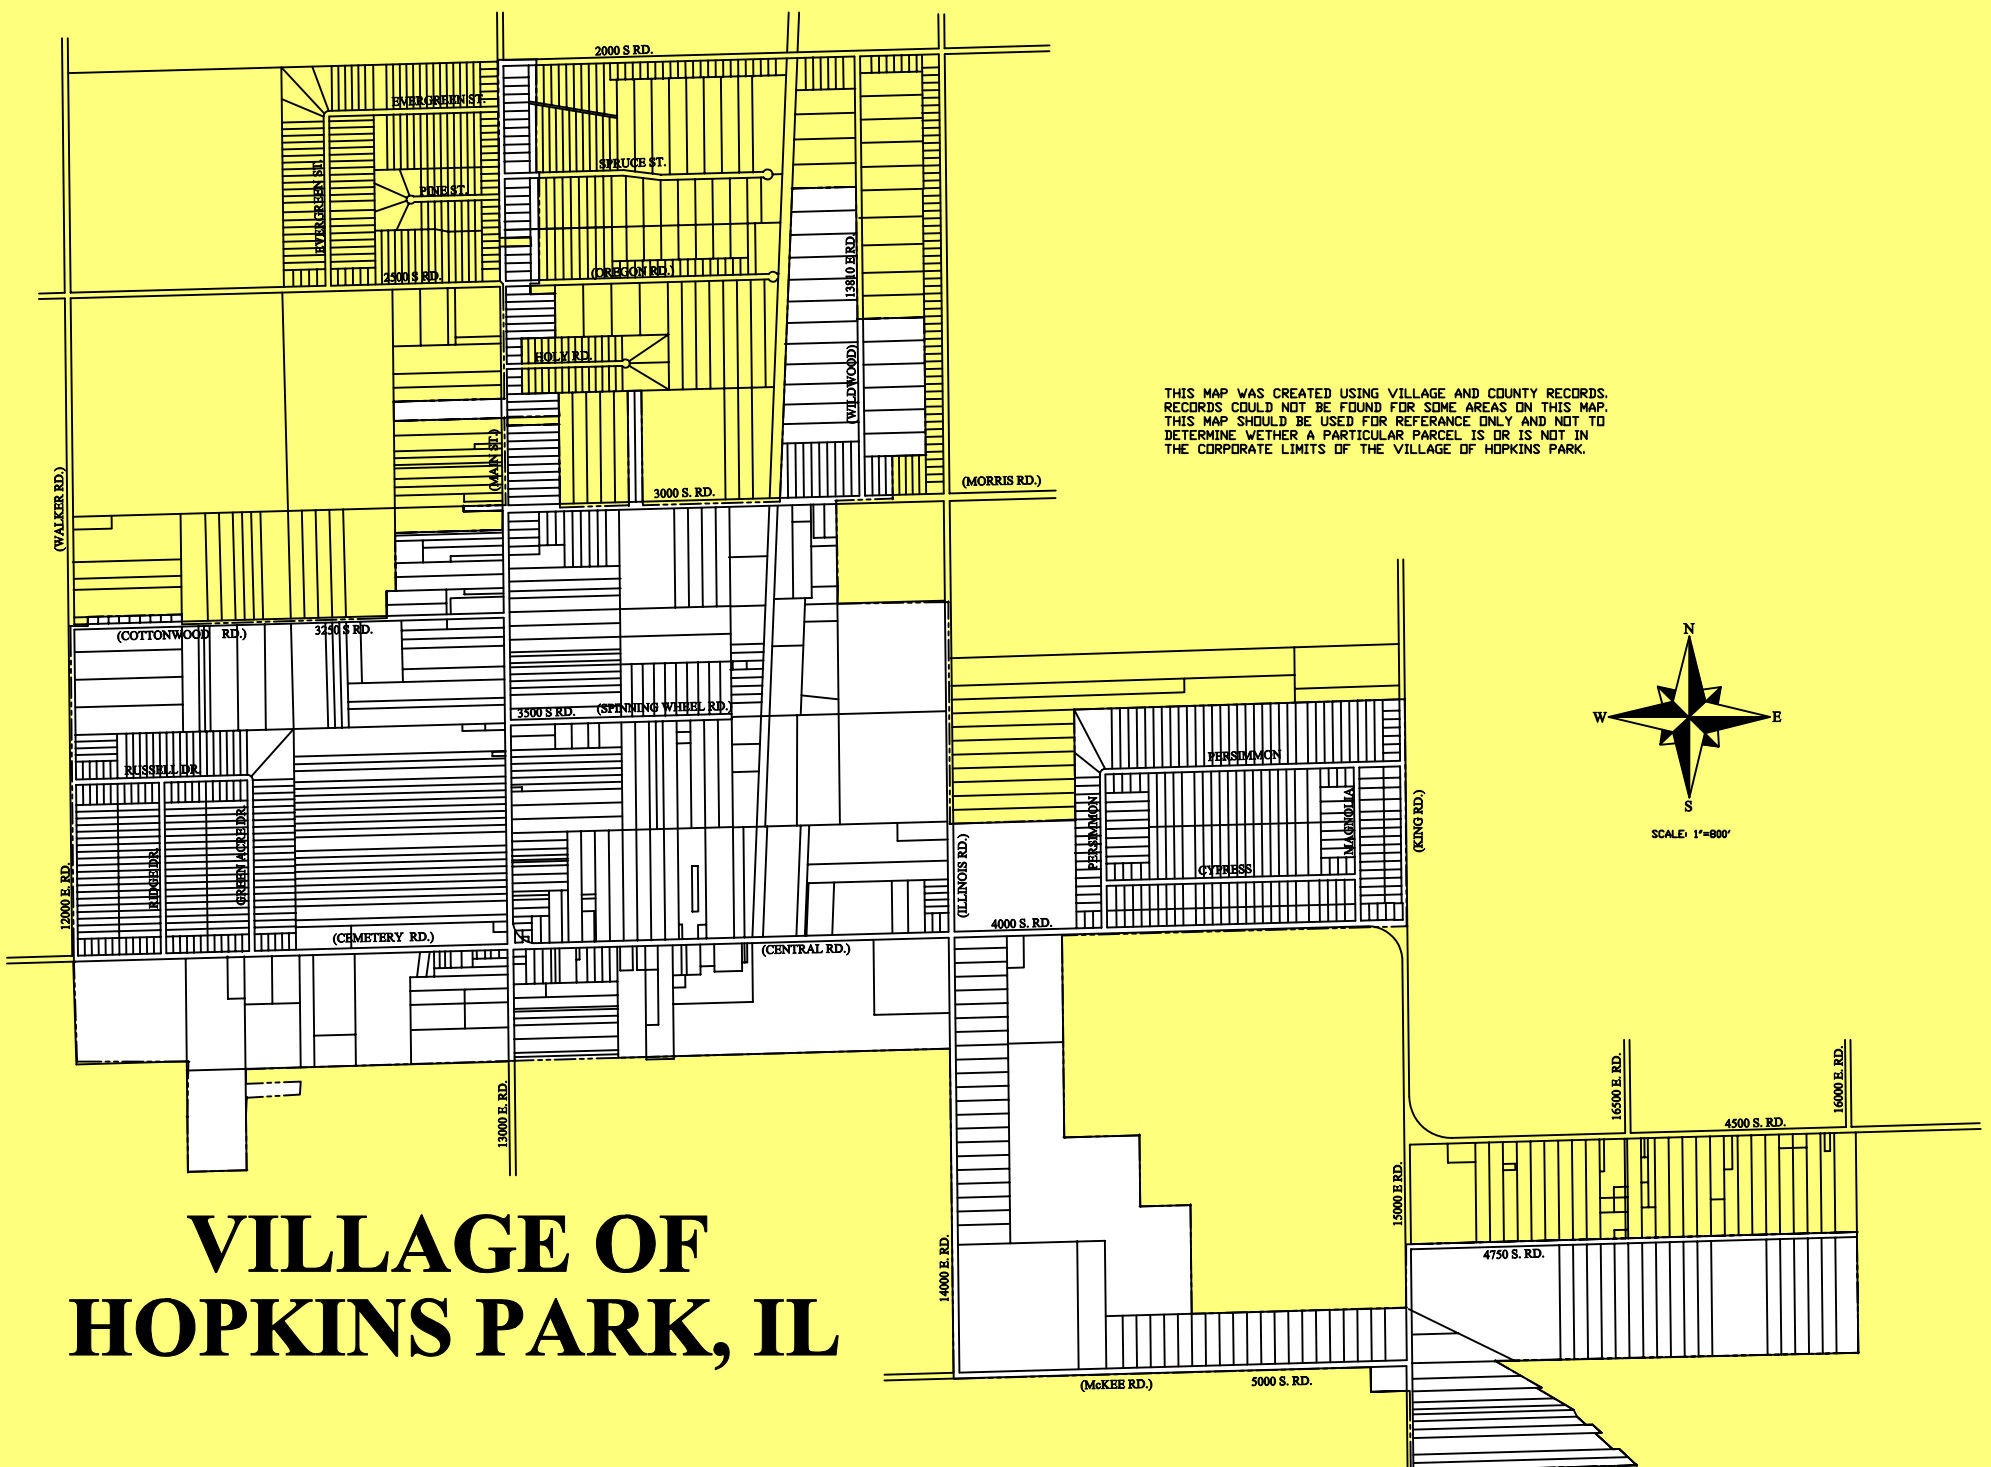 2000 S RD.
EVERGREEN ST.
SPRUCE ST.
EVERGREEN ST.
PINE ST.
2500 S RD.
(OREGON RD.)
13810 E RD.
HOLY RD.
(WILDWOOD)
THIS MAP WAS CREATED USING VILLAGE AND COUNTY RECORDS.
RECORDS COULD NOT BE FOUND FOR SOME AREAS ON THIS MAP.
THIS MAP SHOULD BE USED FOR REFERANCE ONLY AND NOT TO
DETERMINE WETHER A PARTICULAR PARCEL IS OR IS NOT IN
THE CORPORATE LIMITS OF THE VILLAGE OF HOPKINS PARK.
(MAIN ST.)
(WALKER RD.)
3000 S. RD.
(MORRIS RD.)
(COTTONWOOD RD.)
3250 S RD.
N
W
E
S
SCALE: 1"=800'
3500 S RD.
(SPINNING WHEEL RD.)
RUSSELL DR.
PERSIMMON
PERSIMMON
MAGNOLIA
(KING RD.)
CYPRESS
RIDGE DR.
GREEN ACRE DR.
12000 E. RD.
(ILLINOIS RD.)
4000 S. RD.
(CEMETERY RD.)
(CENTRAL RD.)
13000 E. RD.
16500 E. RD.
16000 E. RD.
4500 S. RD.
15000 E RD.
4750 S. RD.
14000 E. RD.
VILLAGE OF
HOPKINS PARK, IL
(McKEE RD.)
5000 S. RD.